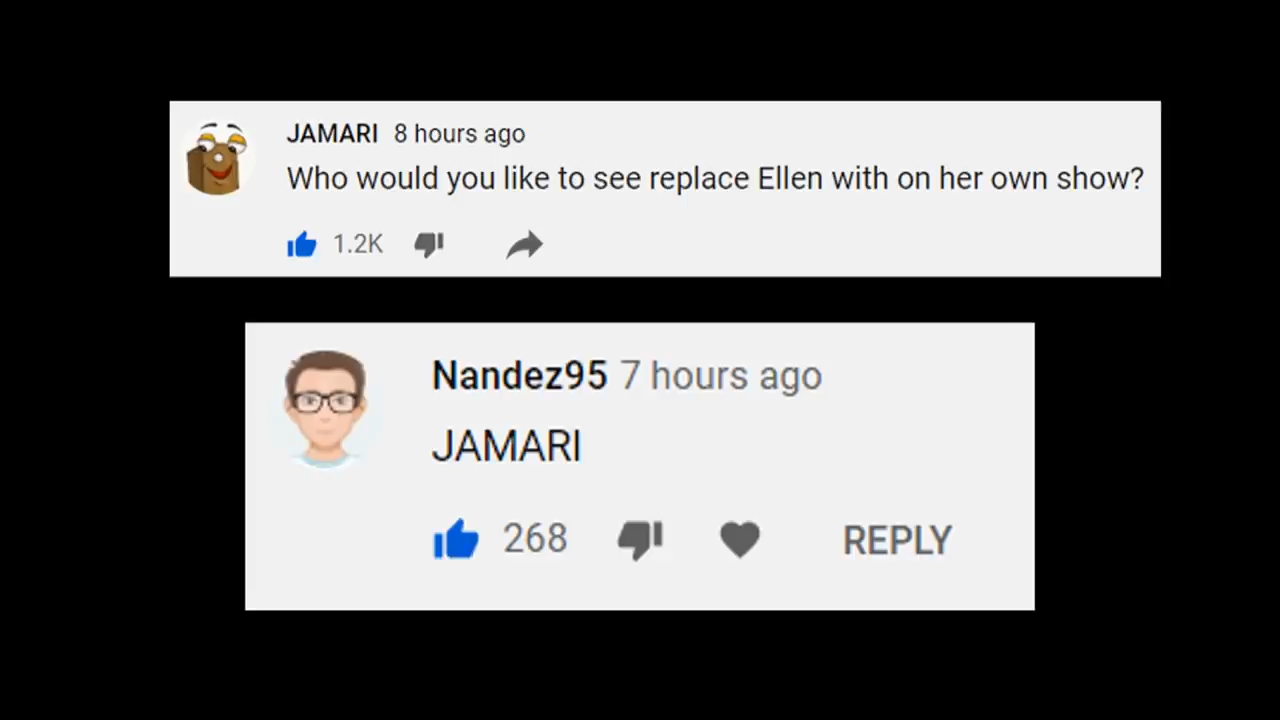 JAMARI 8 hours ago
Who would you like to see replace Ellen with on her own show?
1.2K
Nandez95 7 hours ago
JAMARI
268 REPLY